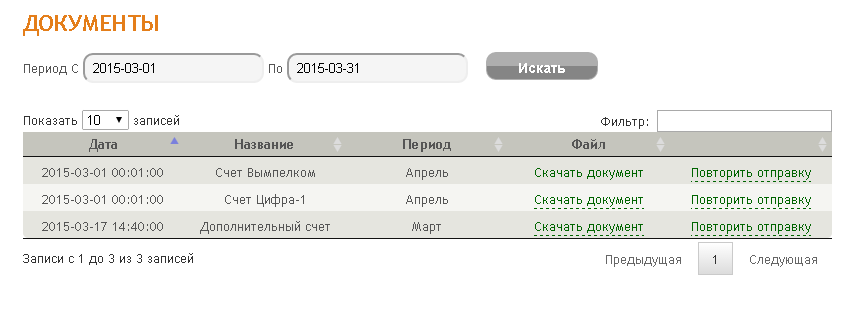 ДОКУМЕНТЫ
Период С 2015-03-01 По 2015-03-31 Искать
Показать 10 записей Фильтр:
Дата Название Период Файл
2015-03-01 00:01:00 Счет Вымпелком Апрель Скачать документ Повторить отправку
2015-03-01 00:01:00 Счет Цифра-1 Апрель Скачать документ Повторить отправку
2015-03-17 14:40:00 Дополнительный счет Март Скачать документ Повторить отправку
Записи с 1 до 3 из 3 записей Предыдущая 1 Следующая